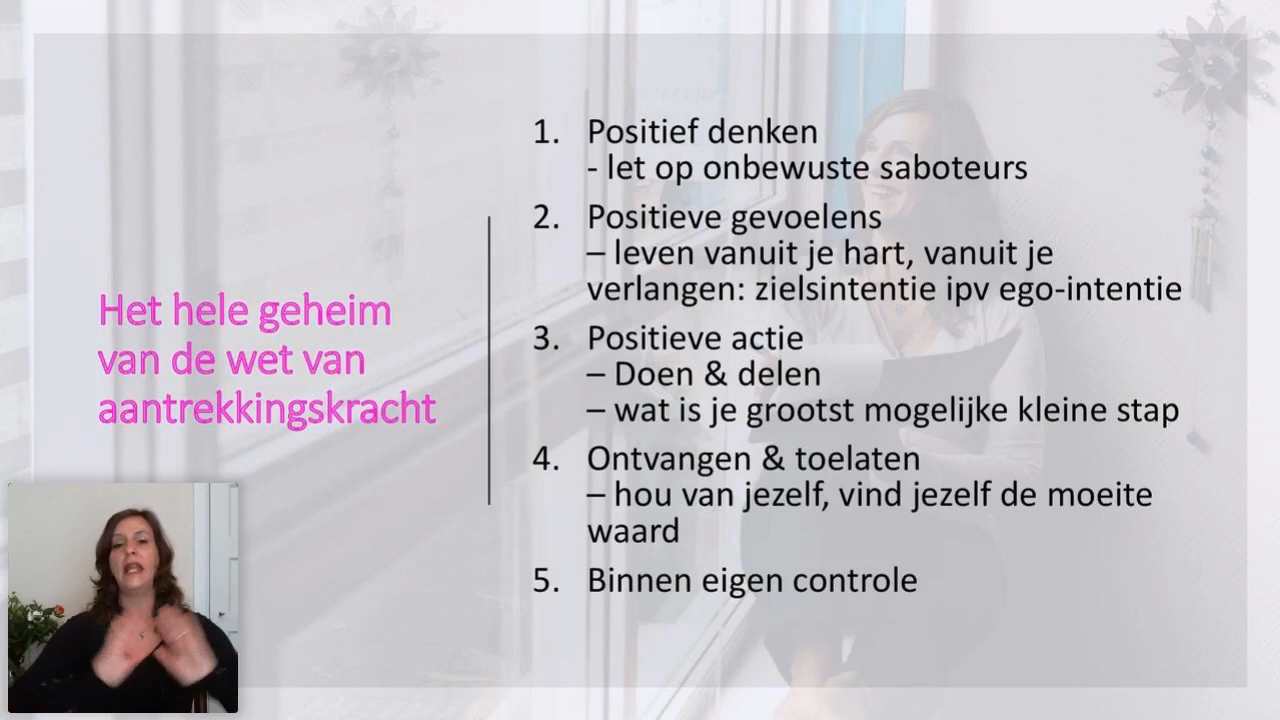 Het hele geheim
van de wet van
aantrekkingskracht
1. Positief denken
- let op onbewuste saboteurs
2. Positieve gevoelens
– leven vanuit je hart, vanuit je
verlangen: zielsintentie ipv ego-intentie
3. Positieve actie
– Doen & delen
– wat is je grootst mogelijke kleine stap
4. Ontvangen & toelaten
– hou van jezelf, vind jezelf de moeite
waard
5. Binnen eigen controle